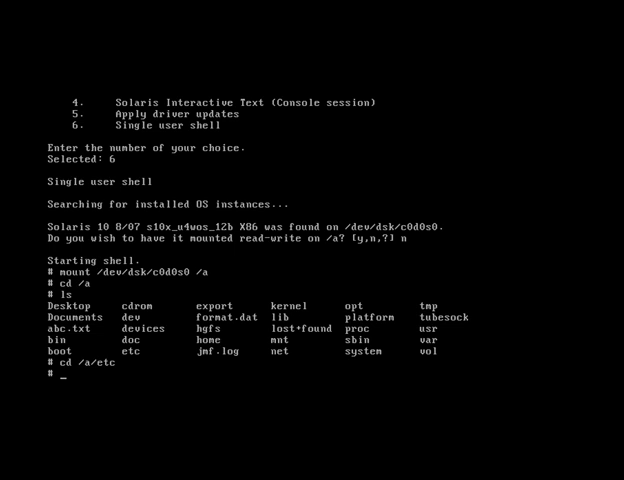 4. Solaris Interactive Text (Console session)
5. Apply driver updates
6. Single user shell
Enter the number of your choice.
Selected: 6
Single user shell
Searching for installed OS instances...
Solaris 10 8/07 s10x_u4wos_12b X86 was found on /dev/dsk/c0d0s0.
Do you wish to have it mounted read-write on /a? [y,n,?] n
Starting shell.
# mount /dev/dsk/c0d0s0 /a
# cd /a
# ls
Desktop cdrom export kernel opt tmp
Documents dev format.dat lib platform tubesock
abc.txt devices hgfs lost+found proc usr
bin doc home mnt sbin var
boot etc jmf.log net system vol
# cd /a/etc
# _